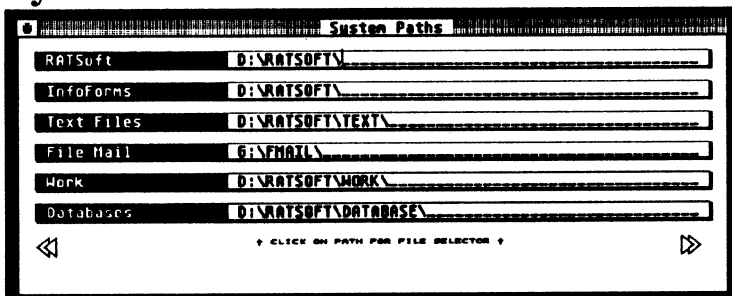 System Paths
RATSoft D:\RATSOFT\
InfoForms D:\RATSOFT\
Text Files D:\RATSOFT\TEXT\
File Mail G:\FMAIL\
Work D:\RATSOFT\WORK\
Databases D:\RATSOFT\DATABASE\
↑ CLICK ON PATH FOR FILE SELECTOR ↑